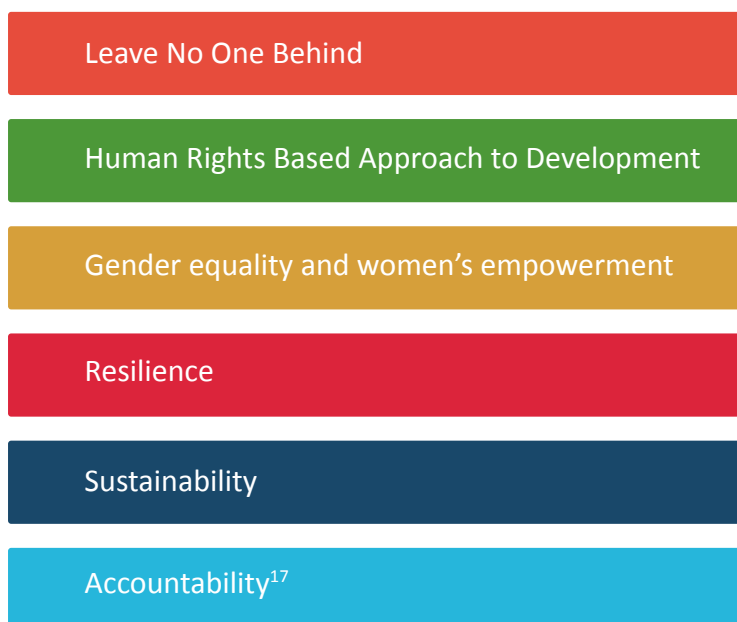 Leave No One Behind
Human Rights Based Approach to Development
Gender equality and women’s empowerment
Resilience
Sustainability
Accountability¹⁷